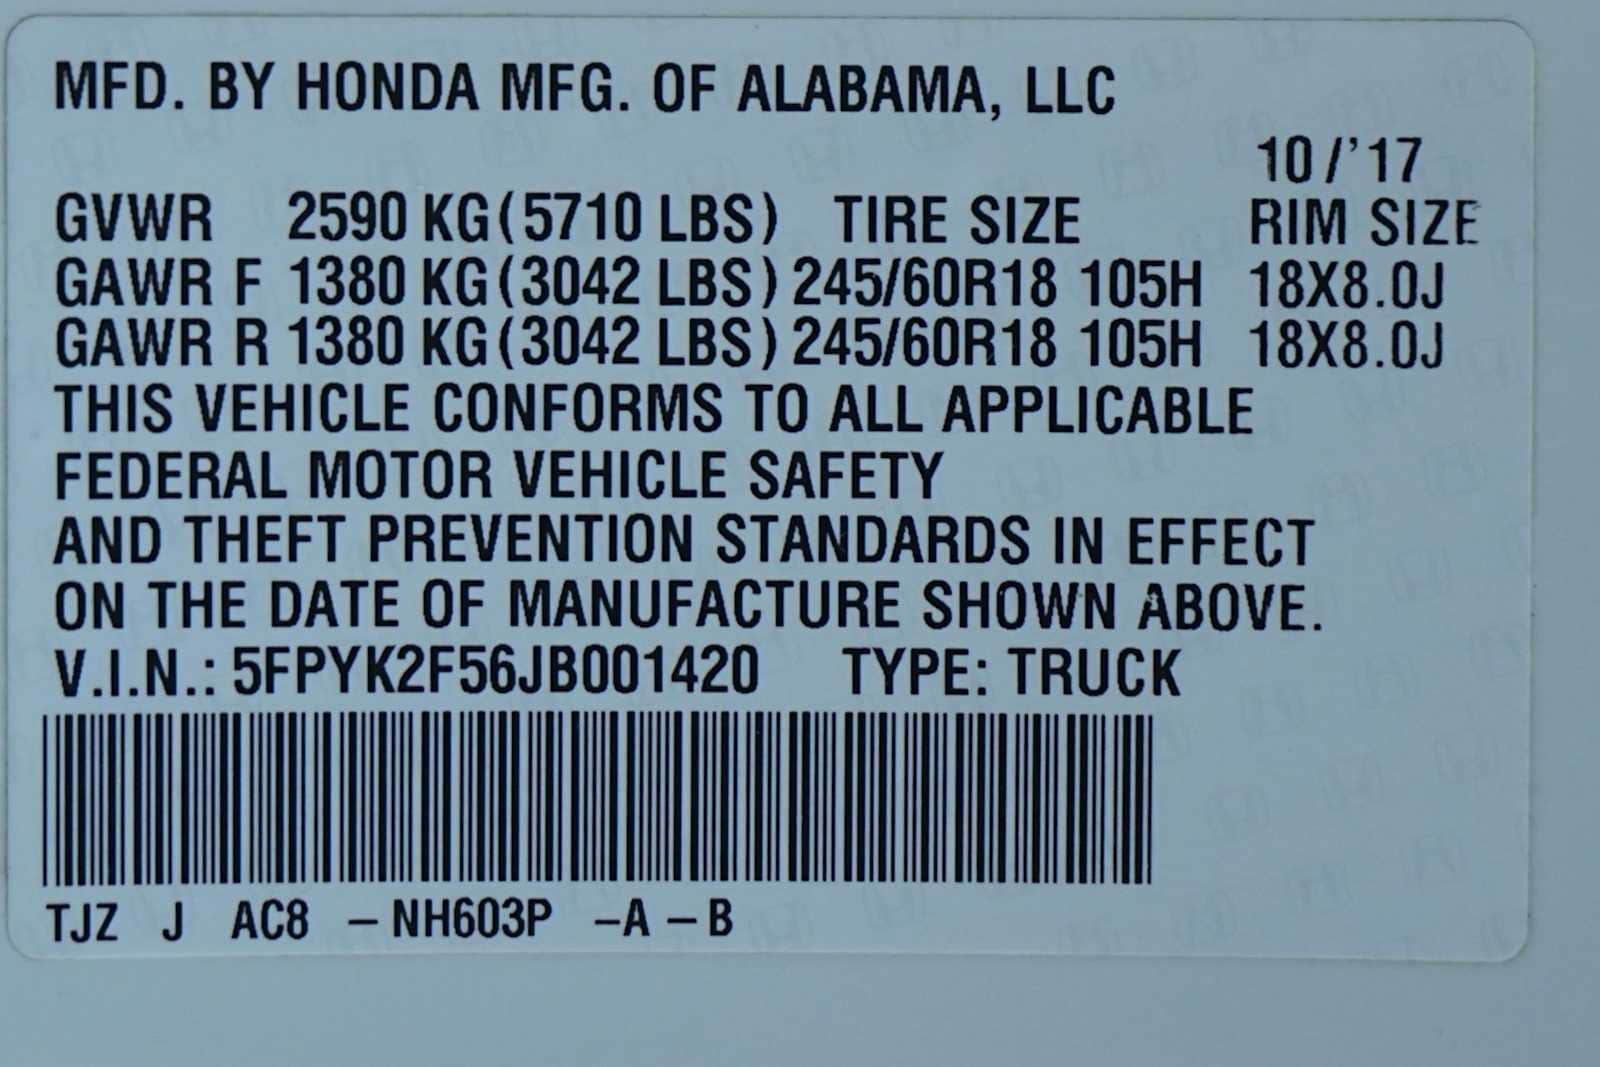 MFD. BY HONDA MFG. OF ALABAMA, LLC
10/'17
GVWR 2590 KG(5710 LBS) TIRE SIZE RIM SIZE
GAWR F 1380 KG(3042 LBS) 245/60R18 105H 18X8.0J
GAWR R 1380 KG(3042 LBS) 245/60R18 105H 18X8.0J
THIS VEHICLE CONFORMS TO ALL APPLICABLE
FEDERAL MOTOR VEHICLE SAFETY
AND THEFT PREVENTION STANDARDS IN EFFECT
ON THE DATE OF MANUFACTURE SHOWN ABOVE.
V.I.N.: 5FPYK2F56JB001420 TYPE: TRUCK
TJZ J AC8 –NH603P –A –B